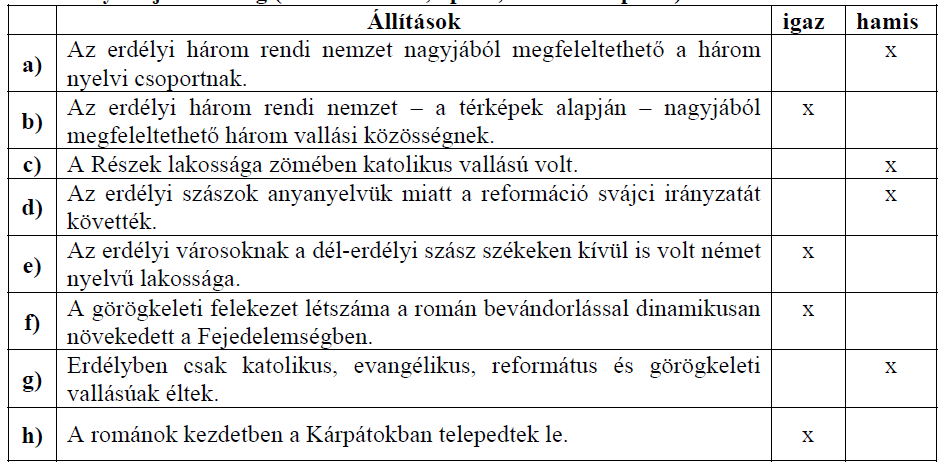 Állítások igaz hamis
a) Az erdélyi három rendi nemzet nagyjából megfeleltethető a három x
nyelvi csoportnak.
b) Az erdélyi három rendi nemzet – a térképek alapján – nagyjából x
megfeleltethető három vallási közösségnek.
c) A Részek lakossága zömében katolikus vallású volt. x
d) Az erdélyi szászok anyanyelvük miatt a reformáció svájci irányzatát x
követték.
e) Az erdélyi városoknak a dél-erdélyi szász székeken kívül is volt német x
nyelvű lakossága.
f) A görögkeleti felekezet létszáma a román bevándorlással dinamikusan x
növekedett a Fejedelemségben.
g) Erdélyben csak katolikus, evangélikus, református és görögkeleti x
vallásúak éltek.
h) A románok kezdetben a Kárpátokban telepedtek le. x